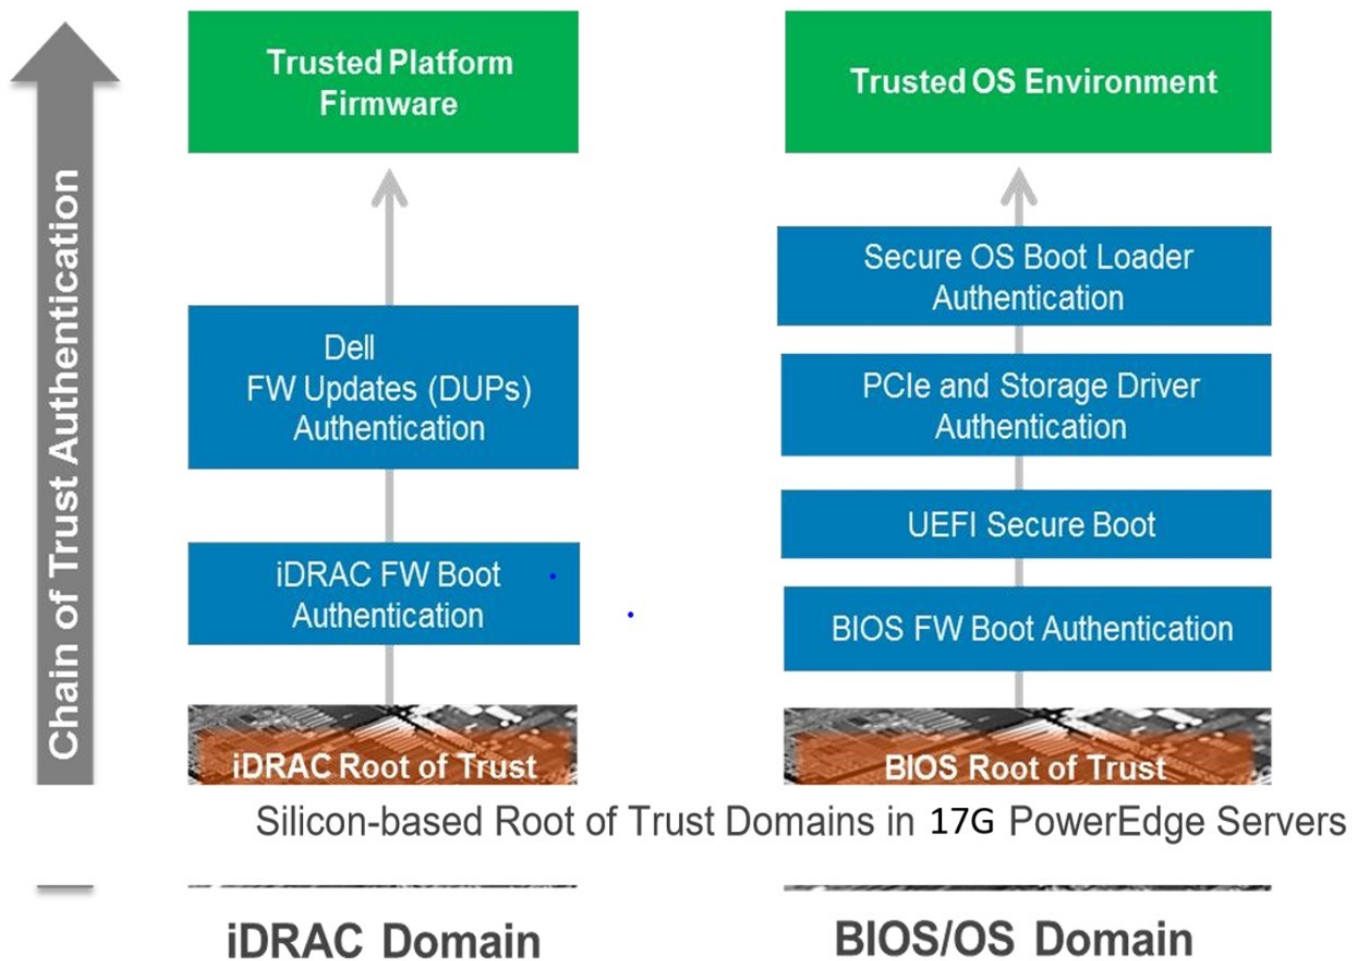 Chain of Trust Authentication
Trusted Platform
Firmware
Dell
FW Updates (DUPs)
Authentication
iDRAC FW Boot
Authentication
iDRAC Root of Trust
Trusted OS Environment
Secure OS Boot Loader
Authentication
PCIe and Storage Driver
Authentication
UEFI Secure Boot
BIOS FW Boot Authentication
BIOS Root of Trust
Silicon-based Root of Trust Domains in 17G PowerEdge Servers
iDRAC Domain
BIOS/OS Domain